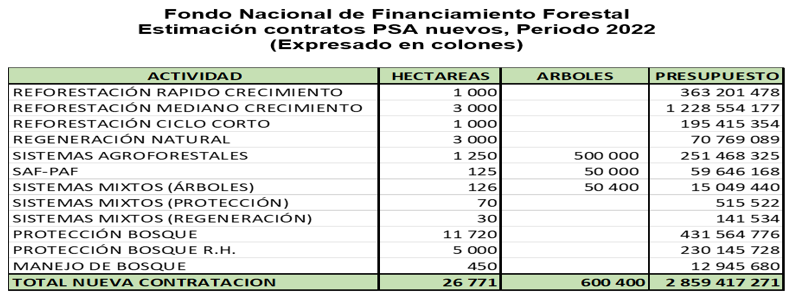 Fondo Nacional de Financiamiento Forestal
Estimación contratos PSA nuevos, Periodo 2022
(Expresado en colones)
ACTIVIDAD HECTAREAS ARBOLES PRESUPUESTO
REFORESTACIÓN RAPIDO CRECIMIENTO 1 000 363 201 478
REFORESTACIÓN MEDIANO CRECIMIENTO 3 000 1 228 554 177
REFORESTACIÓN CICLO CORTO 1 000 195 415 354
REGENERACIÓN NATURAL 3 000 70 769 089
SISTEMAS AGROFORESTALES 1 250 500 000 251 468 325
SAF-PAF 125 50 000 59 646 168
SISTEMAS MIXTOS (ÁRBOLES) 126 50 400 15 049 440
SISTEMAS MIXTOS (PROTECCIÓN) 70 515 522
SISTEMAS MIXTOS (REGENERACIÓN) 30 141 534
PROTECCIÓN BOSQUE 11 720 431 564 776
PROTECCIÓN BOSQUE R.H. 5 000 230 145 728
MANEJO DE BOSQUE 450 12 945 680
TOTAL NUEVA CONTRATACION 26 771 600 400 2 859 417 271